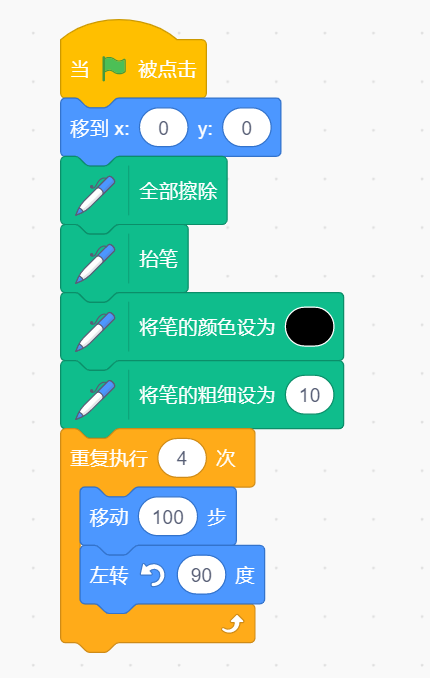 当 被点击
移到 x: 0 y: 0
全部擦除
抬笔
将笔的颜色设为
将笔的粗细设为 10
重复执行 4 次
移动 100 步
左转 90 度